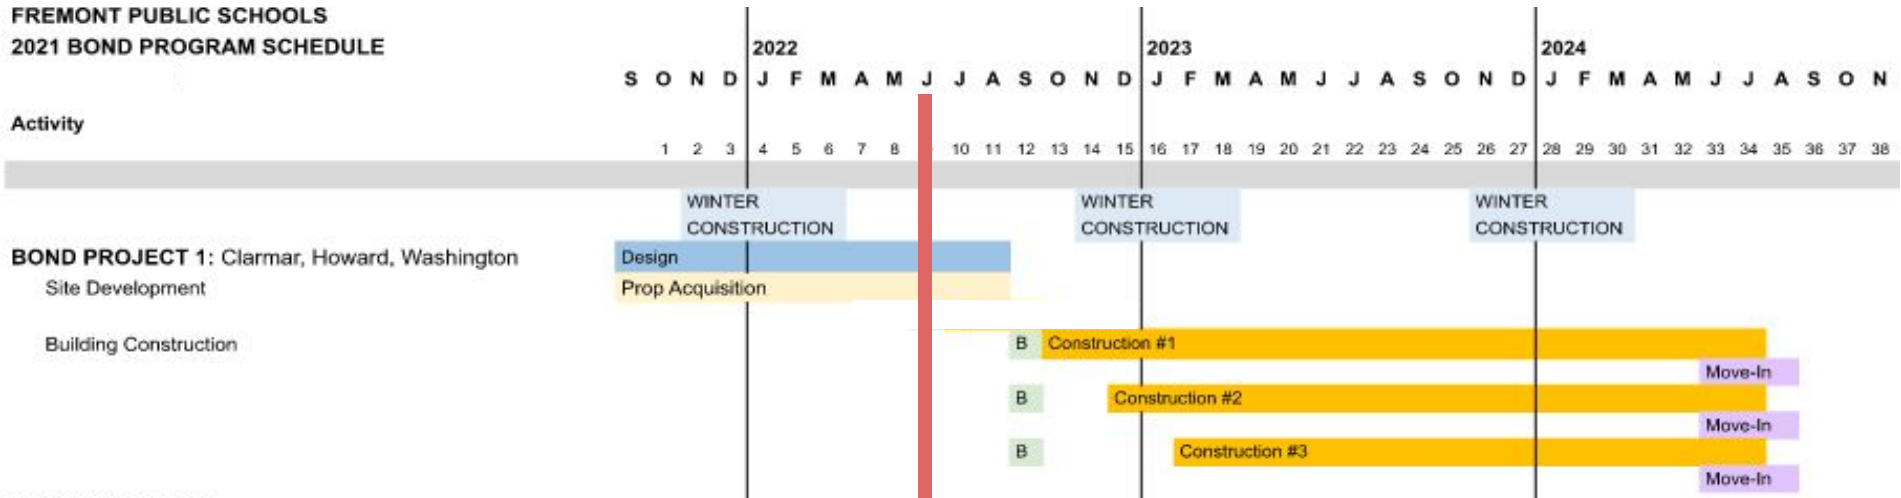 FREMONT PUBLIC SCHOOLS
2021 BOND PROGRAM SCHEDULE
2022 2023 2024
S O N D J F M A M J J A S O N D J F M A M J J A S O N D J F M A M J J A S O N
Activity
1 2 3 4 5 6 7 8 10 11 12 13 14 15 16 17 18 19 20 21 22 23 24 25 26 27 28 29 30 31 32 33 34 35 36 37 38
WINTER WINTER WINTER
CONSTRUCTION CONSTRUCTION CONSTRUCTION
BOND PROJECT 1: Clarmar, Howard, Washington Design
Site Development Prop Acquisition
Building Construction B Construction #1
Move-In
B Construction #2
Move-In
B Construction #3
Move-In